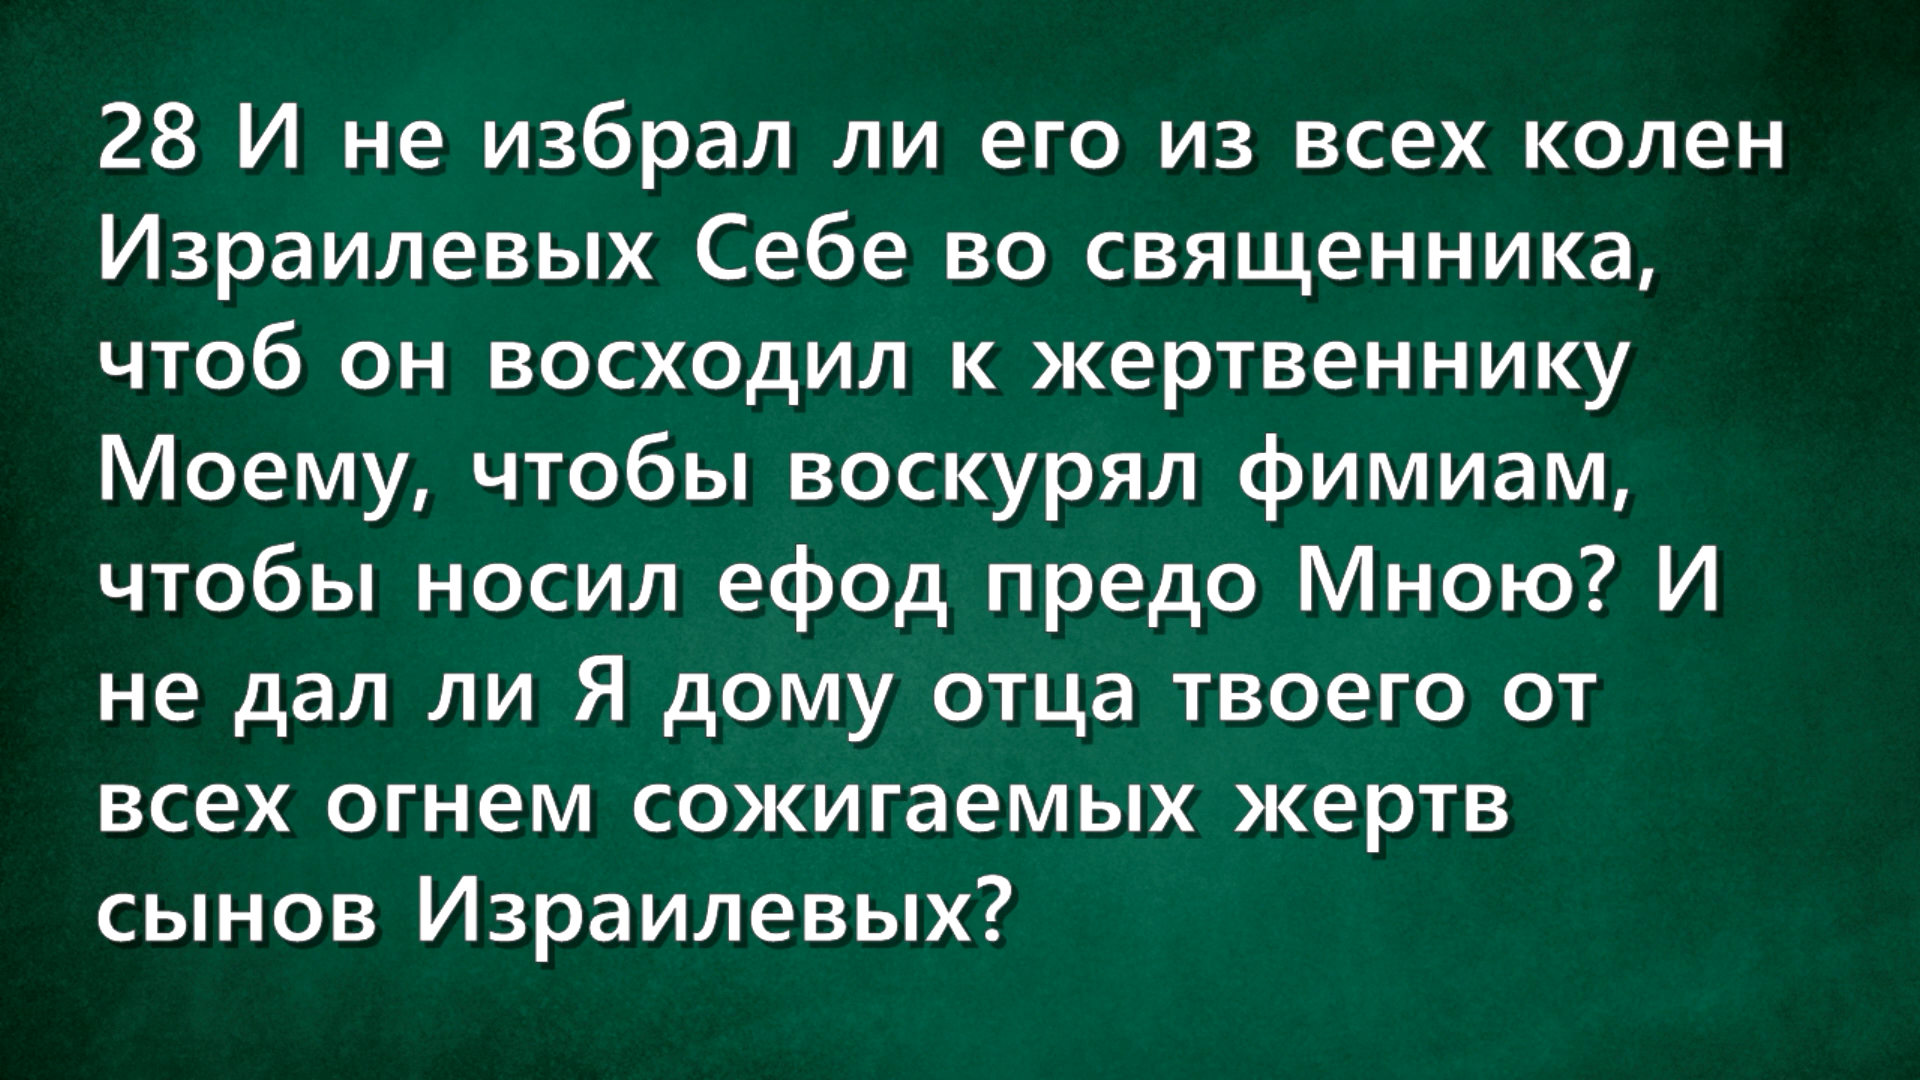 28 И не избрал ли его из всех колен
Израилевых Себе во священника,
чтоб он восходил к жертвеннику
Моему, чтобы воскурял фимиам,
чтобы носил ефод предо Мною? И
не дал ли Я дому отца твоего от
всех огнем сожигаемых жертв
сынов Израилевых?